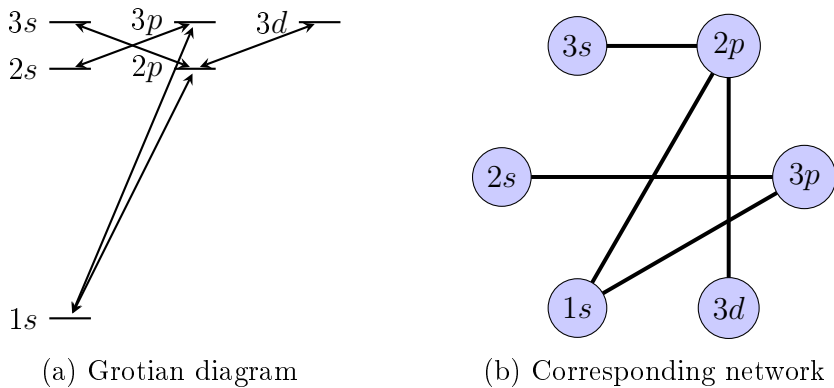 3s 3p 3d
2s 2p
1s
(a) Grotian diagram
3s 2p
2s 3p
1s 3d
(b) Corresponding network